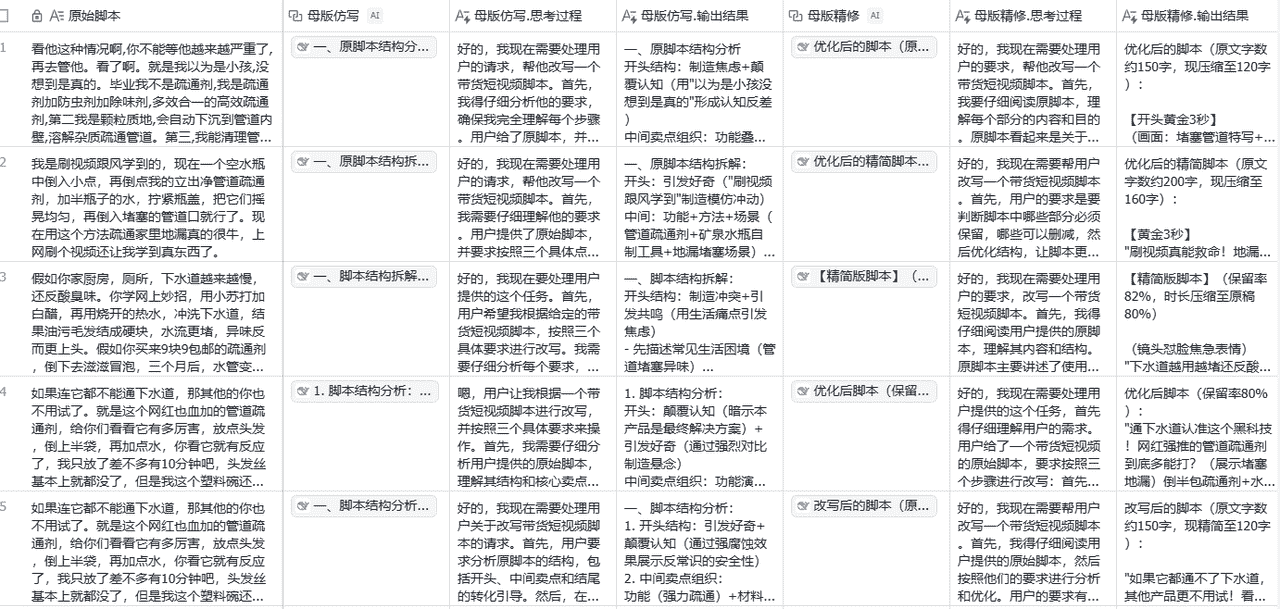 原始脚本
母版仿写 AI
母版仿写.思考过程
母版仿写.输出结果
母版精修 AI
母版精修.思考过程
母版精修.输出结果
1
看他这种情况啊,你不能等他越来越严重了,
再去管他。看了啊。就是我以为是小孩,没
想到是真的。毕业我不是疏通剂,我是疏通
剂加防虫剂加除味剂,多效合一的高效疏通
剂,第二我是颗粒质地,会自动下沉到管道内
壁,溶解杂质疏通管道。第三,我能清理管...
一、原脚本结构分...
好的，我现在需要处理用
户的请求，帮他改写一个
带货短视频脚本。首先，
我得仔细分析他的要求，
确保我完全理解每个步骤
。用户给了原脚本，并...
一、原脚本结构分析
开头结构：制造焦虑+颠
覆认知（用"以为是小孩没
想到是真的"形成认知反差
）
中间卖点组织：功能叠...
优化后的脚本（原...
好的，我现在需要处理用
户的要求，帮他改写一个
带货短视频脚本。首先，
我要仔细阅读原脚本，理
解每个部分的内容和目的
。原脚本看起来是关于...
优化后的脚本（原文字数
约150字，现压缩至120字
）：
【开头黄金3秒】
（画面：堵塞管道特写+...
2
我是刷视频跟风学到的，现在一个空水瓶
中倒入小点，再倒点我的立出净管道疏通
剂，加半瓶子的水，拧紧瓶盖，把它们摇
晃均匀，再倒入堵塞的管道口就行了。现
在用这个方法疏通家里地漏真的很牛，上
网刷个视频还让我学到真东西了。
一、原脚本结构拆...
好的，我现在需要处理用
户的请求，帮他改写一个
带货短视频脚本。首先，
我需要仔细理解他的要求
。用户提供了原始脚本，
并要求按照三个具体点...
一、原脚本结构拆解：
开头：引发好奇（"刷视频
跟风学到"制造模仿冲动）
中间：功能+方法+场景（
管道疏通剂+矿泉水瓶自
制工具+地漏堵塞场景）...
优化后的精简脚本...
好的，我现在需要帮用户
改写一个带货短视频脚本
。首先，用户的要求是要
判断脚本中哪些部分必须
保留，哪些可以删减，然
后优化结构，让脚本更...
优化后的精简脚本（原文
字数约200字，现压缩至
160字）：
【黄金3秒】
"刷视频真能救命！地漏...
3
假如你家厨房，厕所，下水道越来越慢，
还反酸臭味。你学网上妙招，用小苏打加
白醋，再用烧开的热水，冲洗下水道，结
果油污毛发结成硬块，水流更堵，异味反
而更上头。假如你买来9块9包邮的疏通剂
，倒下去滋滋冒泡，三个月后，水管变...
一、脚本结构拆解...
好的，我现在要处理用户
提供的这个任务。首先，
用户希望我根据给定的带
货短视频脚本，按照三个
具体要求进行改写。我需
要仔细分析每个要求，...
一、脚本结构拆解：
开头结构：制造冲突+引
发共鸣（用生活痛点引发
焦虑）
- 先描述常见生活困境（管
道堵塞异味）...
【精简版脚本】（...
好的，我现在需要处理用
户的要求，改写一个带货
短视频脚本。首先，我得
仔细阅读用户提供的原脚
本，理解其内容和结构。
原脚本主要讲述了使用...
【精简版脚本】（保留率
82%，时长压缩至原稿
80%）
（镜头怼脸焦急表情）
"下水道越用越堵还反酸...
4
如果连它都不能通下水道，那其他的你也
不用试了。就是这个网红也血加的管道疏
通剂，给你们看看它有多厉害，放点头发
，倒上半袋，再加点水，你看它就有反应
了，我只放了差不多有10分钟吧，头发丝
基本上就都没了，但是我这个塑料碗还...
1. 脚本结构分析：...
嗯，用户让我根据一个带
货短视频脚本进行改写，
并按照三个具体要求来操
作。首先，我需要仔细分
析用户提供的原始脚本，
理解其结构和核心卖点...
1. 脚本结构分析：
开头：颠覆认知（暗示本
产品是最终解决方案）+
引发好奇（通过强烈对比
制造悬念）
中间卖点组织：功能演...
优化后脚本（保留...
好的，我现在需要处理用
户提供的这个任务，首先
得仔细理解用户的需求。
用户给了一个带货短视频
的原始脚本，要求按照三
个步骤进行改写：首先...
优化后脚本（保留率80%
）：
"通下水道认准这个黑科技
！网红强推的管道疏通剂
到底多能打？（展示堵塞
地漏）倒半包疏通剂+水...
5
如果连它都不能通下水道，那其他的你也
不用试了。就是这个网红也血加的管道疏
通剂，给你们看看它有多厉害，放点头发
，倒上半袋，再加点水，你看它就有反应
了，我只放了差不多有10分钟吧，头发丝
基本上就都没了，但是我这个塑料碗还...
一、脚本结构分析...
好的，我现在需要处理用
户关于改写带货短视频脚
本的请求。首先，用户要
求分析原脚本的结构，包
括开头、中间卖点和结尾
的转化引导。然后，在...
一、脚本结构分析：
1. 开头结构：引发好奇+
颠覆认知（通过强腐蚀效
果展示反常识的安全性）
2. 中间卖点组织：
功能（强力疏通）+材料...
改写后的脚本（原...
好的，我现在需要帮用户
改写一个带货短视频脚本
。首先，我得仔细阅读用
户提供的原始脚本，然后
按照他们的要求进行分析
和优化。用户的要求有...
改写后的脚本（原文字数
约150字，现精简至120字
）：
"如果它都通不了下水道，
其他产品更不用试！看...